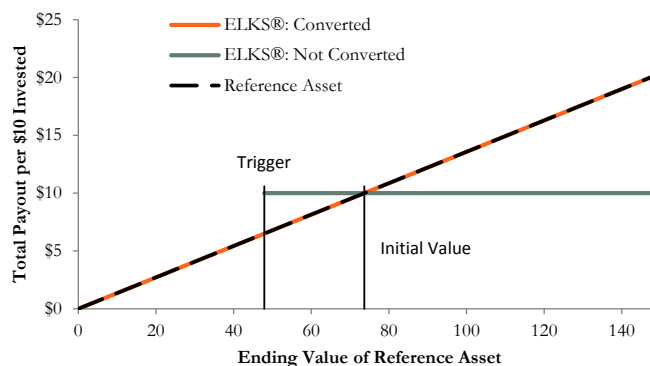 $25
$20
$15
$10
$5
$0
Total Payout per $10 Invested
ELKS®: Converted
ELKS®: Not Converted
Reference Asset
Trigger
Initial Value
0 20 40 60 80 100 120 140
Ending Value of Reference Asset